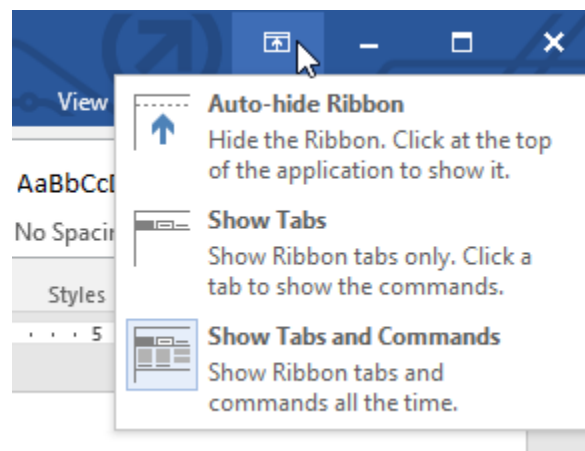 View
Auto-hide Ribbon
Hide the Ribbon. Click at the top
of the application to show it.
AaBbCc
No Spacin
Show Tabs
Show Ribbon tabs only. Click a
tab to show the commands.
Styles
5
Show Tabs and Commands
Show Ribbon tabs and
commands all the time.